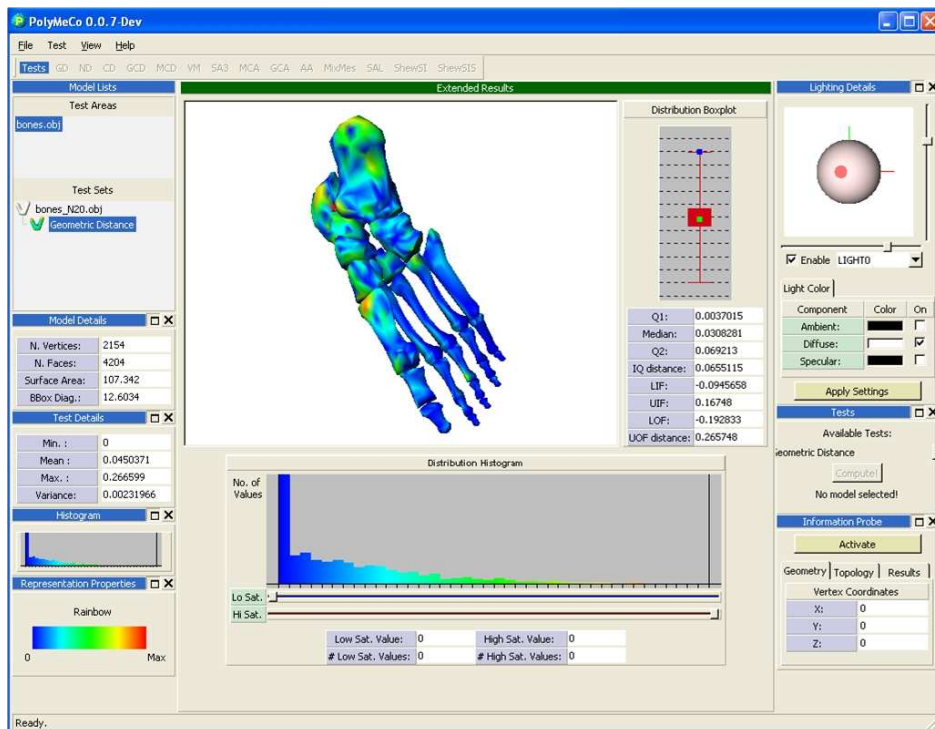 PolyMeCo 0.0.7-Dev
File Test View Help
Tests GD ND CD GCD MCD VM SA3 MCA GCA AA MixMes SAL ShewSI ShewSIS
Model Lists
Test Areas
bones.obj
Test Sets
bones_N20.obj
Geometric Distance
Model Details
N. Vertices: 2154
N. Faces: 4204
Surface Area: 107.342
BBox Diag.: 12.6034
Test Details
Min. : 0
Mean : 0.0450371
Max. : 0.266599
Variance: 0.00231966
Histogram
Representation Properties
Rainbow
0 Max
Extended Results
Distribution Boxplot
Q1: 0.0037015
Median: 0.0308281
Q2: 0.069213
IQ distance: 0.0655115
LIF: -0.0945658
UIF: 0.16748
LOF: -0.192833
UOF distance: 0.265748
Distribution Histogram
No. of
Values
Lo Sat.
Hi Sat.
Low Sat. Value: 0 High Sat. Value: 0
# Low Sat. Values: 0 # High Sat. Values: 0
Lighting Details
Enable LIGHT0
Light Color
Component Color On
Ambient:
Diffuse:
Specular:
Apply Settings
Tests
Available Tests:
Geometric Distance
Compute!
No model selected!
Information Probe
Activate
Geometry Topology Results
Vertex Coordinates
X: 0
Y: 0
Z: 0
Ready.